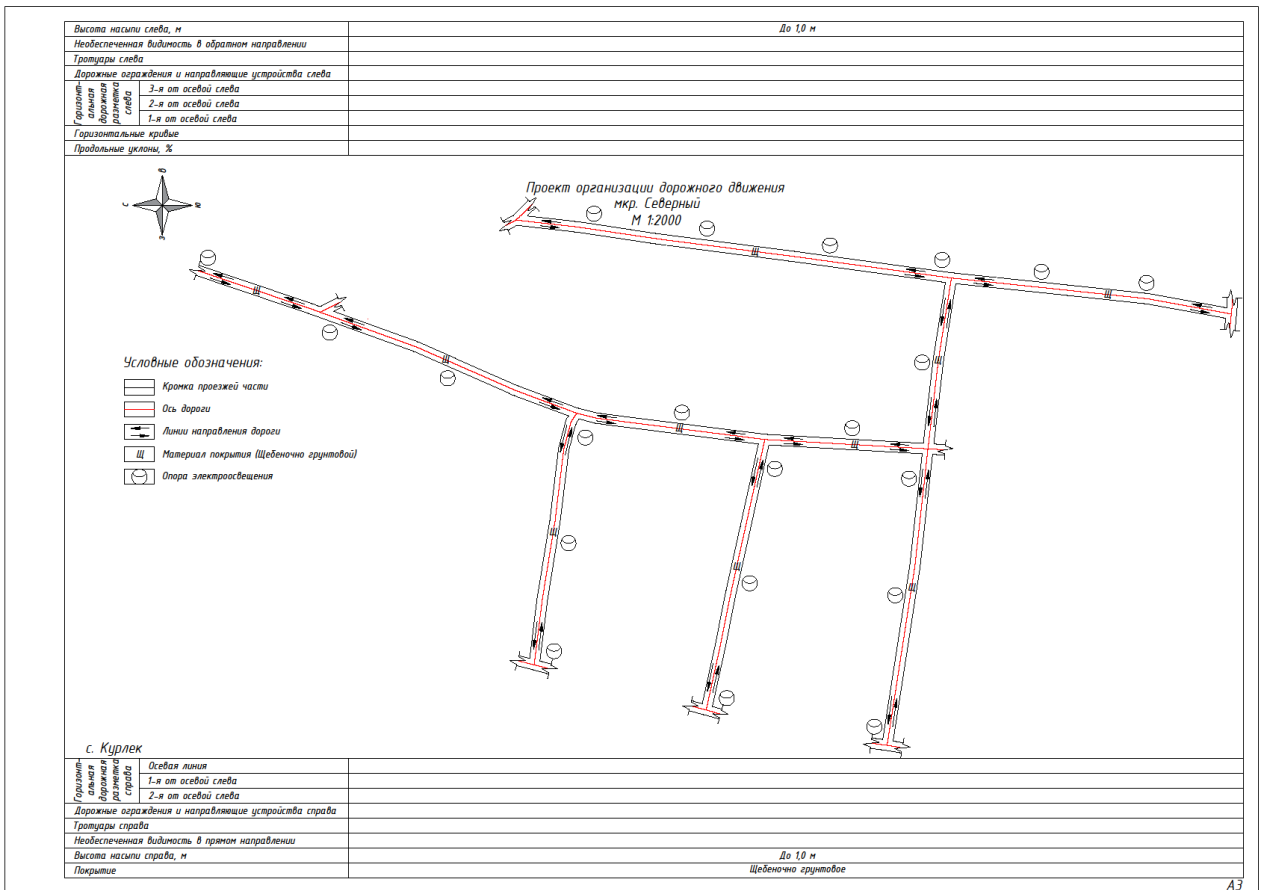 Высота насыпи слева, м
До 1,0 м
Необеспеченная видимость в обратном направлении
Тротуары слева
Дорожные ограждения и направляющие устройства слева
Горизонт-
альная
дорожная
разметка
слева
3-я от осевой слева
2-я от осевой слева
1-я от осевой слева
Горизонтальные кривые
Продольные уклоны, %
В
С
Ю
З
Проект организации дорожного движения
мкр. Северный
М 1:2000
Щ
Щ
Щ
Щ
Щ
Щ
Щ
Щ
Щ
Щ
Щ
Условные обозначения:
Кромка проезжей части
Ось дороги
Линии направления дороги
Щ Материал покрытия (Щебеночно грунтовой)
Опора электроосвещения
с. Курлек
Горизонт-
альная
дорожная
разметка
справа
Осевая линия
1-я от осевой слева
2-я от осевой слева
Дорожные ограждения и направляющие устройства справа
Тротуары справа
Необеспеченная видимость в прямом направлении
Высота насыпи справа, м
До 1,0 м
Покрытие
Щебеночно грунтовое
А3